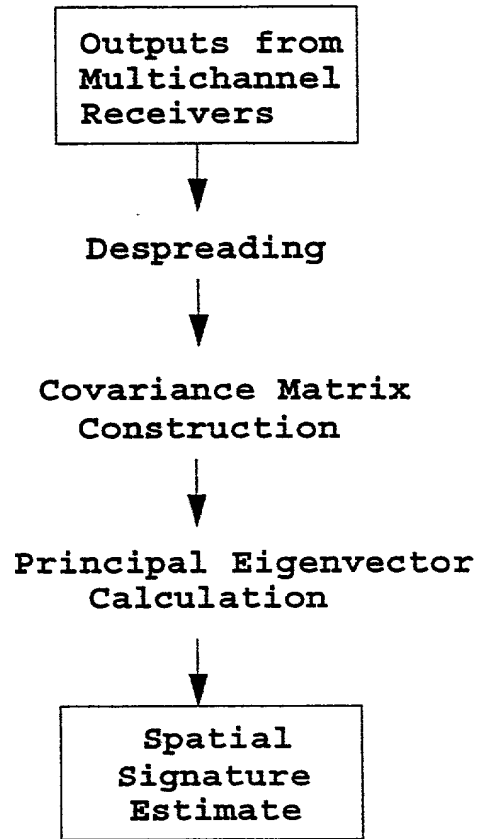 Outputs from
Multichannel
Receivers
Despreading
Covariance Matrix
Construction
Principal Eigenvector
Calculation
Spatial
Signature
Estimate